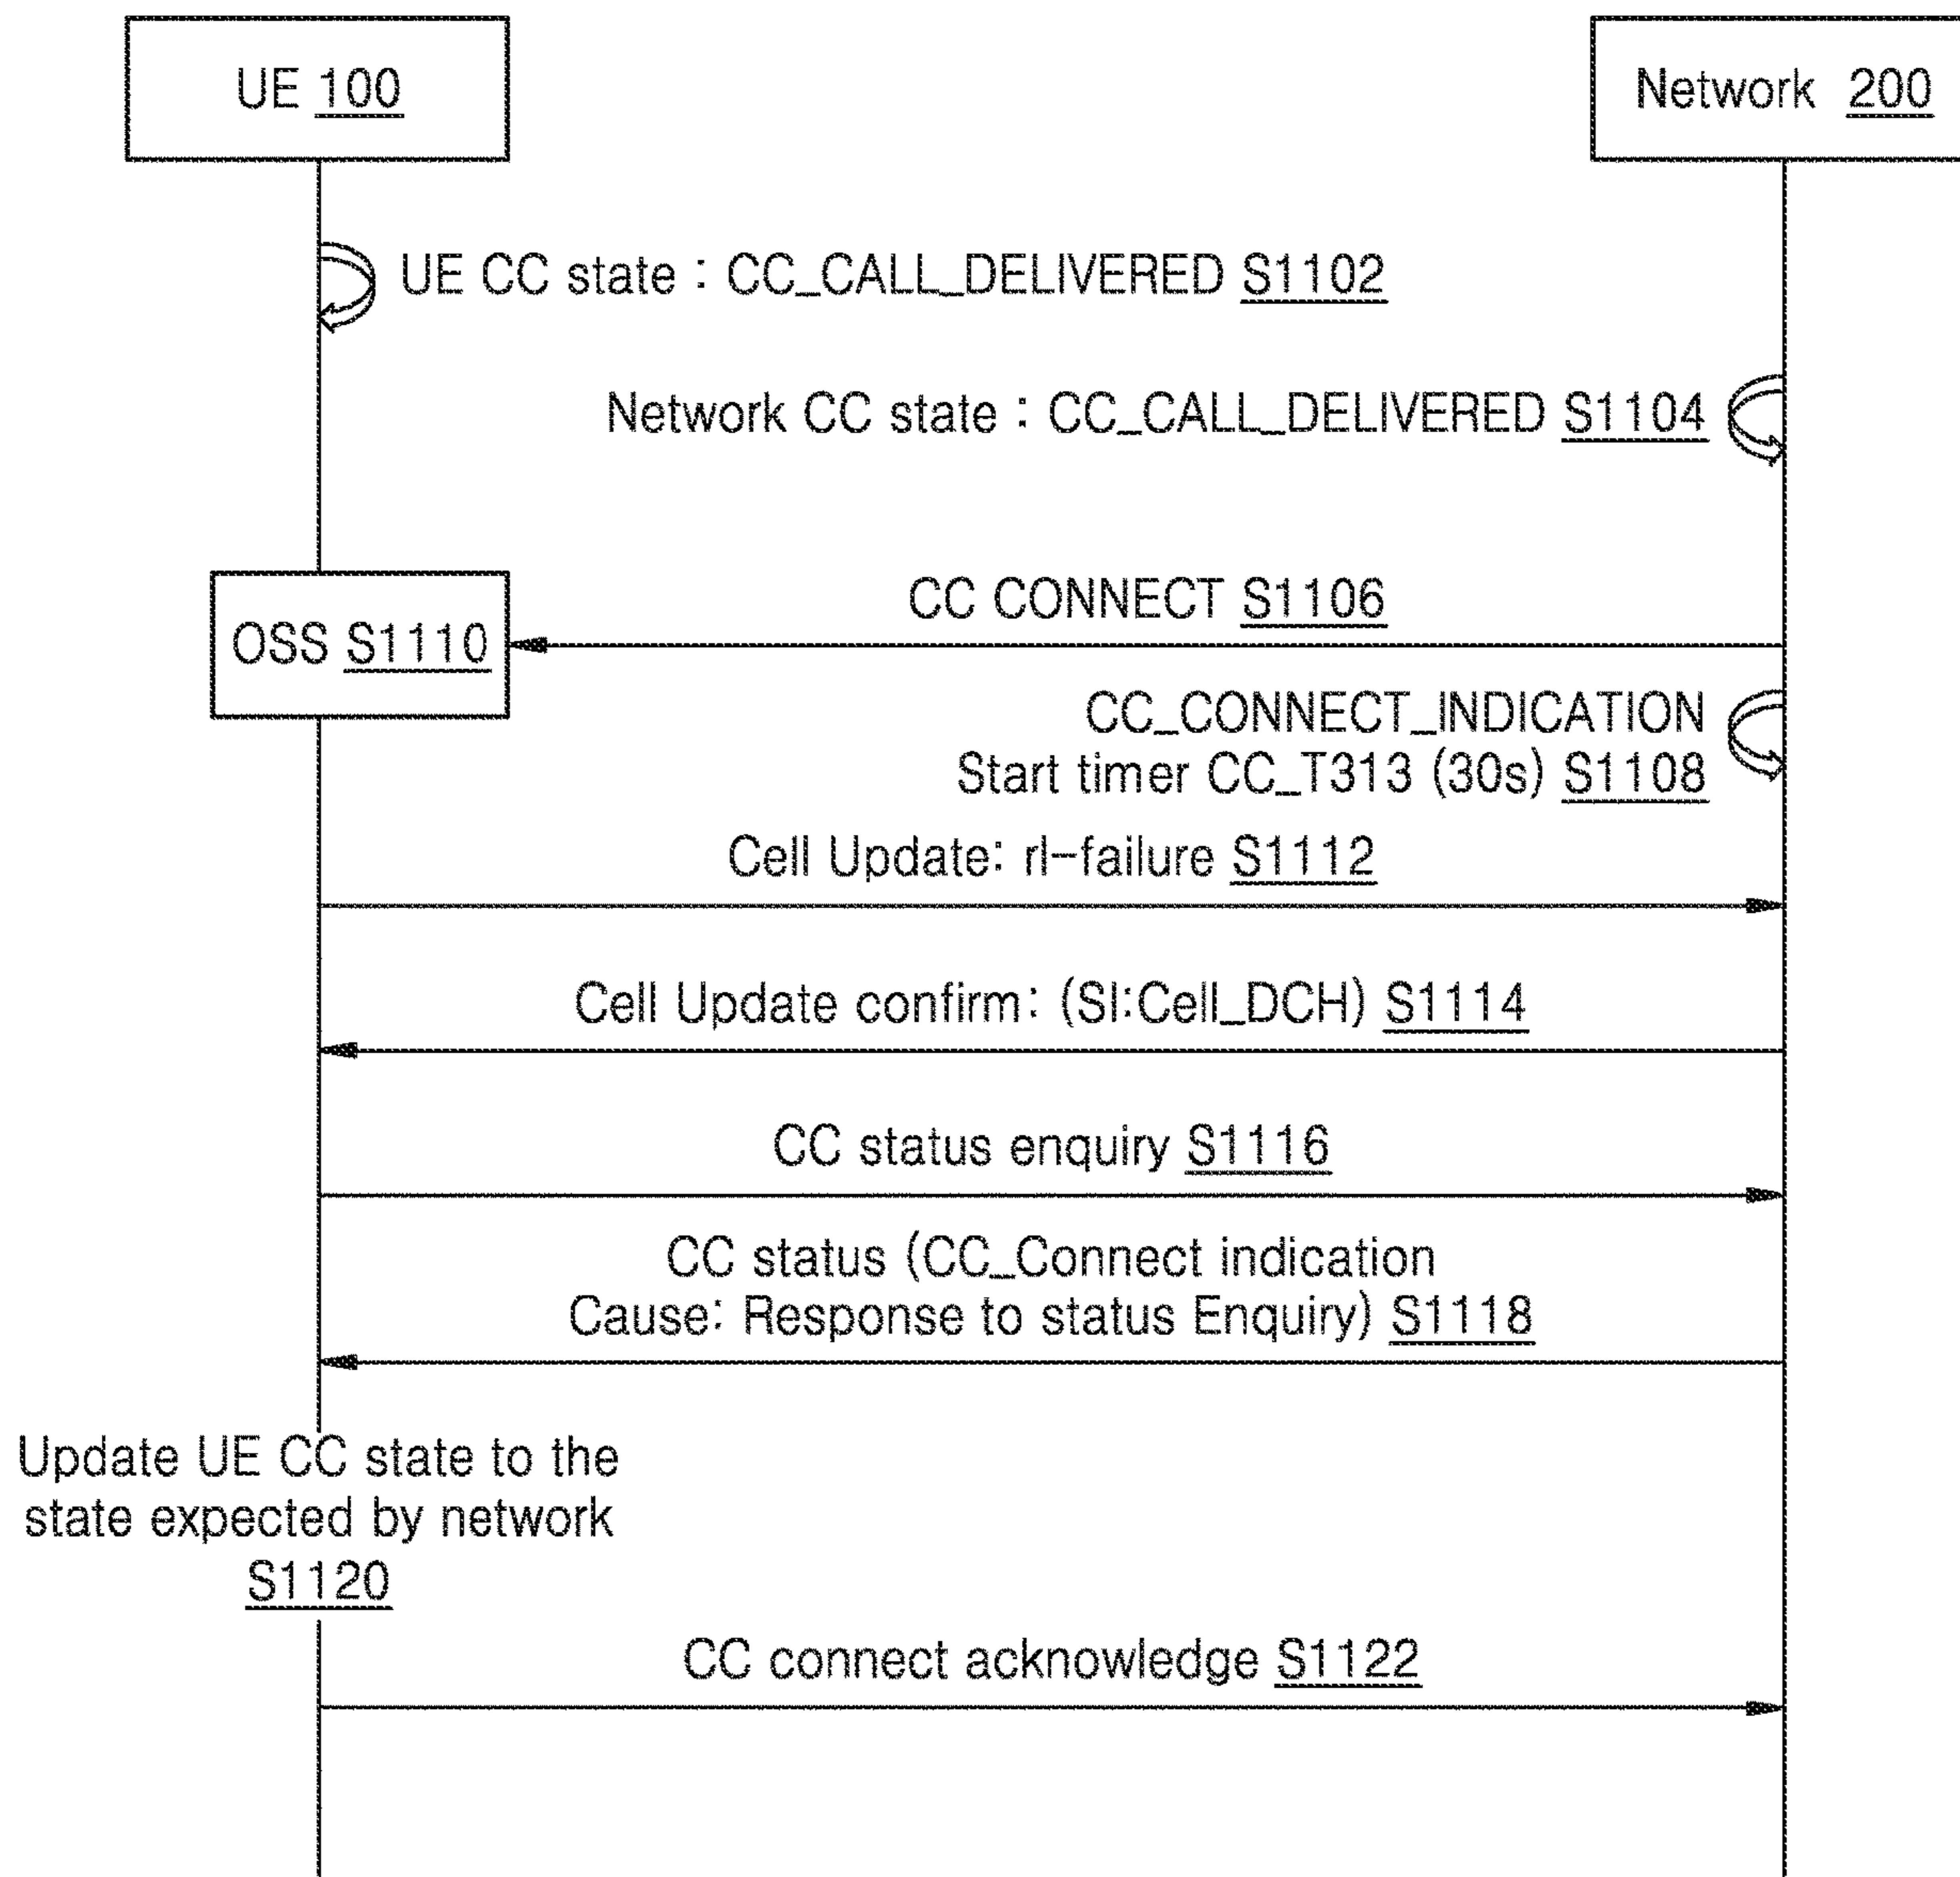 UE 100
Network 200
UE CC state : CC_CALL_DELIVERED S1102
Network CC state : CC_CALL_DELIVERED S1104
CC CONNECT S1106
OSS S1110
CC_CONNECT_INDICATION
Start timer CC_T313 (30s) S1108
Cell Update: rl-failure S1112
Cell Update confirm: (SI:Cell_DCH) S1114
CC status enquiry S1116
CC status (CC_Connect indication
Cause: Response to status Enquiry) S1118
Update UE CC state to the
state expected by network
S1120
CC connect acknowledge S1122